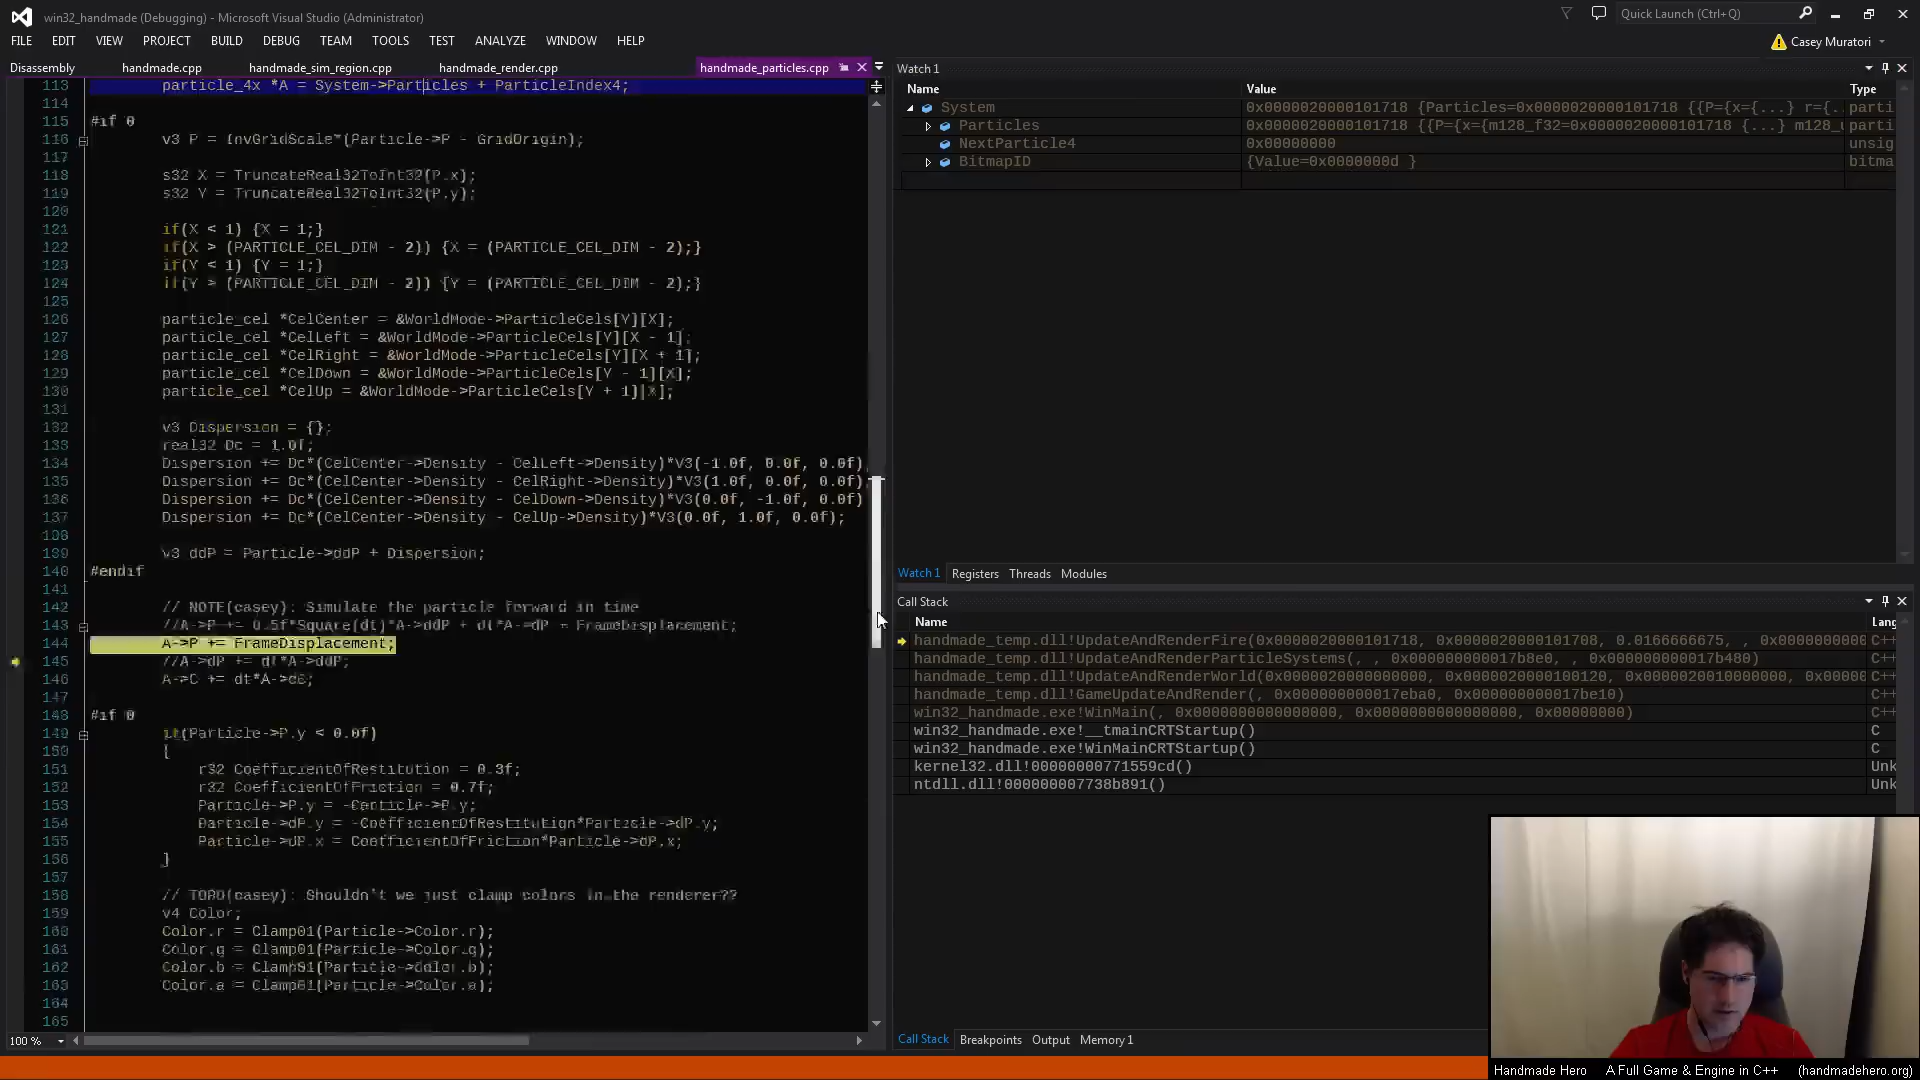 win32_handmade (Debugging) - Microsoft Visual Studio (Administrator)
Quick Launch (Ctrl+Q)
FILE EDIT VIEW PROJECT BUILD DEBUG TEAM TOOLS TEST ANALYZE WINDOW HELP
Casey Muratori
Disassembly handmade.cpp handmade_sim_region.cpp handmade_render.cpp handmade_particles.cpp
113 particle_4x *A = System->Particles + ParticleIndex4;
114
115 #if 0
116 v3 P = InvGridScale*(Particle->P - GridOrigin);
117
118 s32 X = TruncateReal32ToInt32(P.x);
119 s32 Y = TruncateReal32ToInt32(P.y);
120
121 if(X < 1) {X = 1;}
122 if(X > (PARTICLE_CEL_DIM - 2)) {X = (PARTICLE_CEL_DIM - 2);}
123 if(Y < 1) {Y = 1;}
124 if(Y > (PARTICLE_CEL_DIM - 2)) {Y = (PARTICLE_CEL_DIM - 2);}
125
126 particle_cel *CelCenter = &WorldMode->ParticleCels[Y][X];
127 particle_cel *CelLeft = &WorldMode->ParticleCels[Y][X - 1];
128 particle_cel *CelRight = &WorldMode->ParticleCels[Y][X + 1];
129 particle_cel *CelDown = &WorldMode->ParticleCels[Y - 1][X];
130 particle_cel *CelUp = &WorldMode->ParticleCels[Y + 1][X];
131
132 v3 Dispersion = {};
133 real32 Dc = 1.0f;
134 Dispersion += Dc*(CelCenter->Density - CelLeft->Density)*V3(-1.0f, 0.0f, 0.0f)
135 Dispersion += Dc*(CelCenter->Density - CelRight->Density)*V3(1.0f, 0.0f, 0.0f)
136 Dispersion += Dc*(CelCenter->Density - CelDown->Density)*V3(0.0f, -1.0f, 0.0f)
137 Dispersion += Dc*(CelCenter->Density - CelUp->Density)*V3(0.0f, 1.0f, 0.0f);
138
139 v3 ddP = Particle->ddP + Dispersion;
140 #endif
141
142 // NOTE(casey): Simulate the particle forward in time
143 //A->P += 0.5f*Square(dt)*A->ddP + dt*A->dP + FrameDisplacement;
144 A->P += FrameDisplacement;
145 //A->dP += dt*A->ddP;
146 A->C += dt*A->dC;
147
148 #if 0
149 if(Particle->P.y < 0.0f)
150 {
151 r32 CoefficientOfRestitution = 0.3f;
152 r32 CoefficientOfFriction = 0.7f;
153 Particle->P.y = -Particle->P.y;
154 Particle->dP.y = -CoefficientOfRestitution*Particle->dP.y;
155 Particle->dP.x = CoefficientOfFriction*Particle->dP.x;
156 }
157
158 // TODO(casey): Shouldn't we just clamp colors in the renderer??
159 v4 Color;
160 Color.r = Clamp01(Particle->Color.r);
161 Color.g = Clamp01(Particle->Color.g);
162 Color.b = Clamp01(Particle->Color.b);
163 Color.a = Clamp01(Particle->Color.a);
164
165
100 %
Watch 1
Name Value Type
System 0x0000020000101718 {Particles=0x0000020000101718 {{P={x={...} r={.. parti
Particles 0x0000020000101718 {{P={x={m128_f32=0x0000020000101718 {...} m128_u parti
NextParticle4 0x00000000 unsig
BitmapID {Value=0x0000000d } bitma
Watch 1 Registers Threads Modules
Call Stack
Name Lang
handmade_temp.dll!UpdateAndRenderFire(0x0000020000101718, 0x0000020000101708, 0.0166666675, , 0x000000000 C++
handmade_temp.dll!UpdateAndRenderParticleSystems(, , 0x000000000017b8e0, , 0x000000000017b480) C++
handmade_temp.dll!UpdateAndRenderWorld(0x0000020000000000, 0x0000020000100120, 0x0000020010000000, 0x0000 C++
handmade_temp.dll!GameUpdateAndRender(, 0x000000000017eba0, 0x000000000017be10) C++
win32_handmade.exe!WinMain(, 0x0000000000000000, 0x0000000000000000, 0x00000000) C++
win32_handmade.exe!__tmainCRTStartup() C
win32_handmade.exe!WinMainCRTStartup() C
kernel32.dll!00000000771559cd() Unk
ntdll.dll!000000007738b891() Unk
Call Stack Breakpoints Output Memory 1
Handmade Hero A Full Game & Engine in C++ (handmadehero.org)